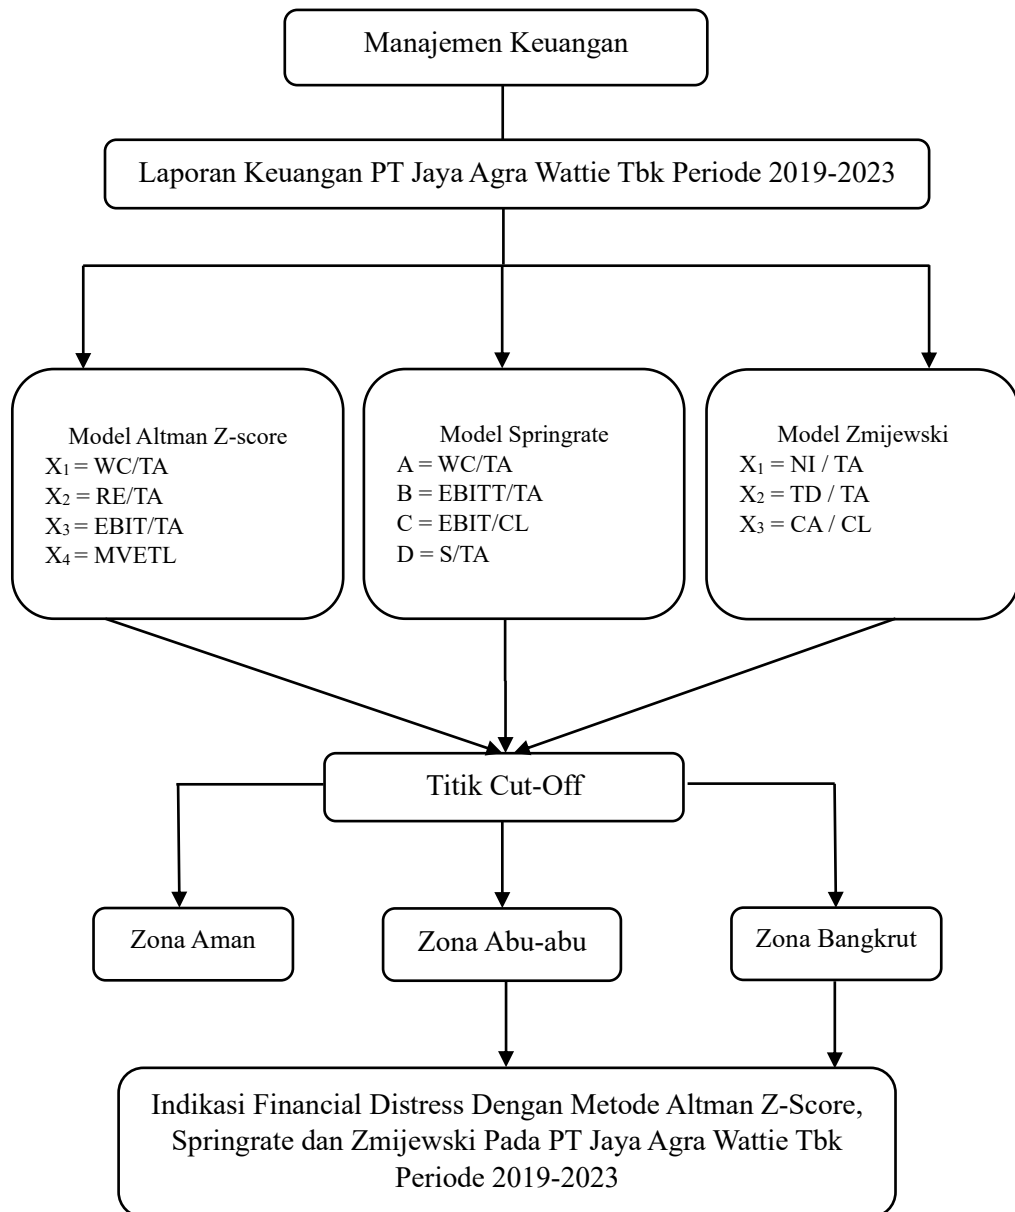 Manajemen Keuangan
Laporan Keuangan PT Jaya Agra Wattie Tbk Periode 2019-2023
Model Altman Z-score
X₁ = WC/TA
X₂ = RE/TA
X₃ = EBIT/TA
X₄ = MVETL
Model Springrate
A = WC/TA
B = EBITT/TA
C = EBIT/CL
D = S/TA
Model Zmijewski
X₁ = NI / TA
X₂ = TD / TA
X₃ = CA / CL
Titik Cut-Off
Zona Aman
Zona Abu-abu
Zona Bangkrut
Indikasi Financial Distress Dengan Metode Altman Z-Score,
Springrate dan Zmijewski Pada PT Jaya Agra Wattie Tbk
Periode 2019-2023